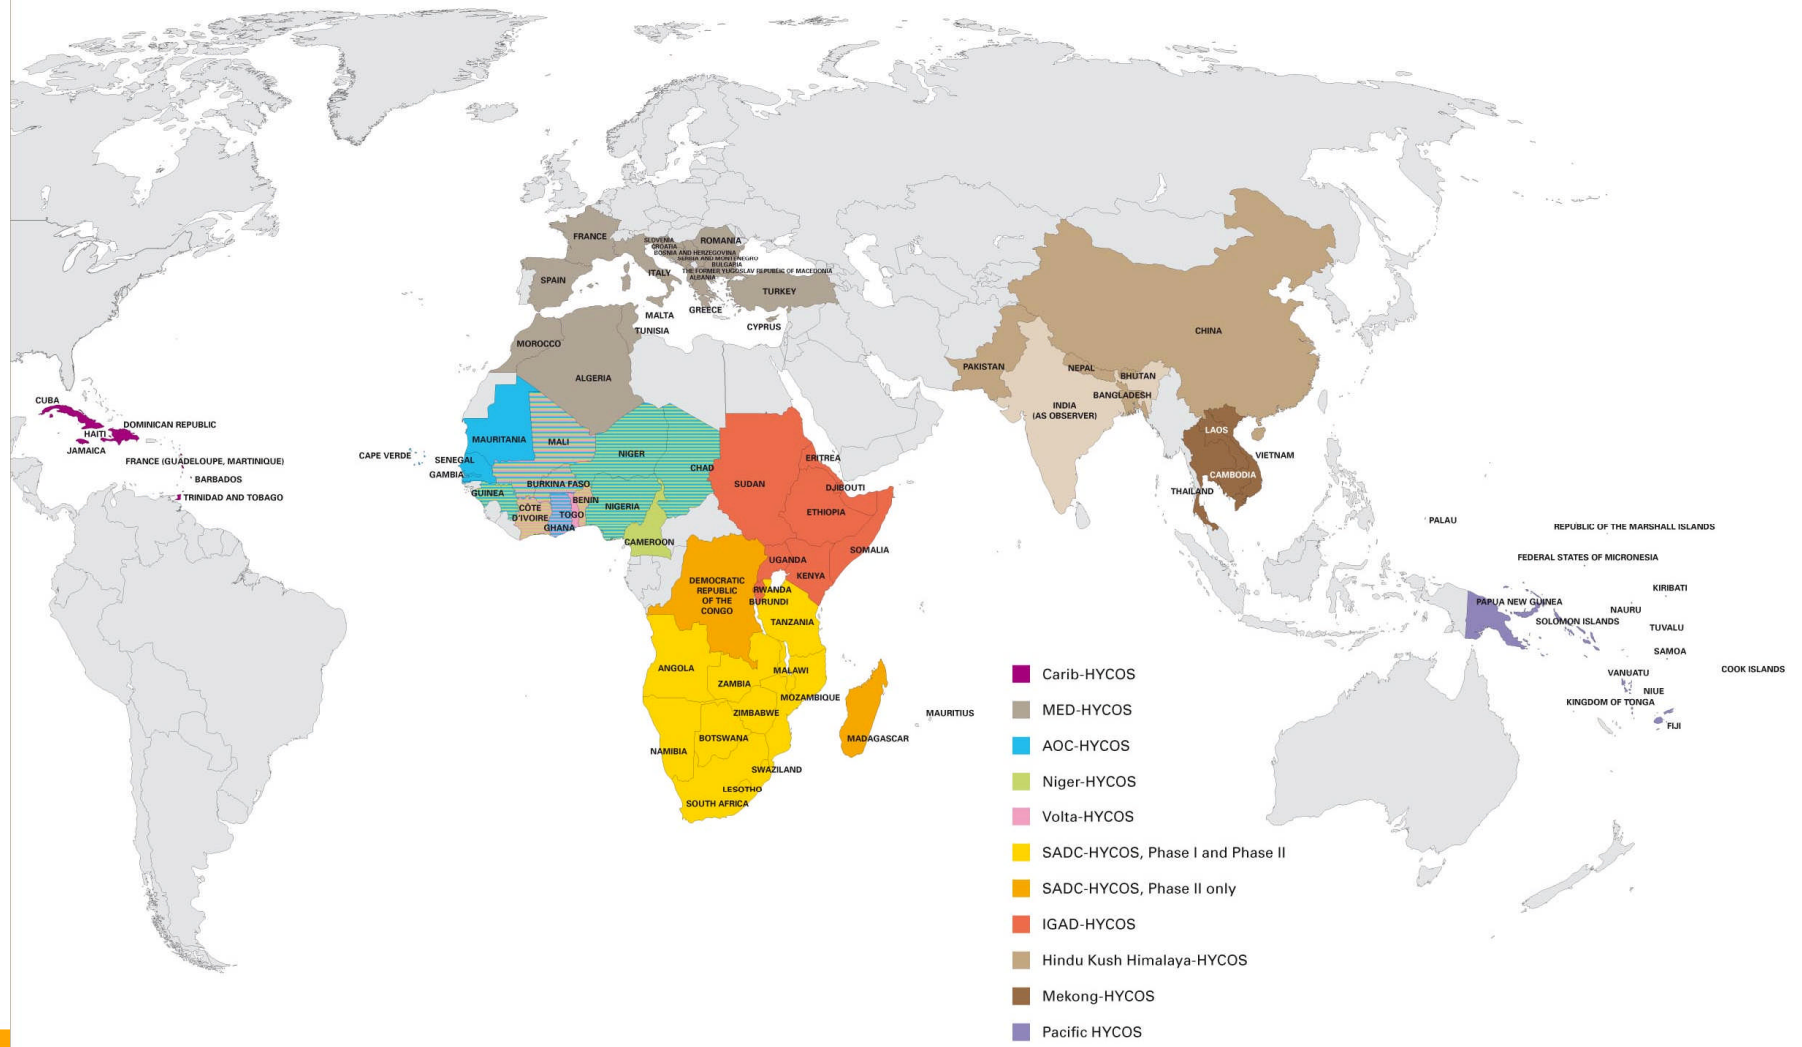 FRANCE
SLOVENIA
CROATIA
ROMANIA
BOSNIA AND HERZEGOVINA
SERBIA AND MONTENEGRO
BULGARIA
THE FORMER YUGOSLAV REPUBLIC OF MACEDONIA
ALBANIA
SPAIN
ITALY
TURKEY
GREECE
MALTA
TUNISIA
CYPRUS
MOROCCO
ALGERIA
CHINA
PAKISTAN
NEPAL
BHUTAN
BANGLADESH
INDIA
(AS OBSERVER)
CUBA
DOMINICAN REPUBLIC
HAITI
JAMAICA
FRANCE (GUADELOUPE, MARTINIQUE)
BARBADOS
TRINIDAD AND TOBAGO
CAPE VERDE
MAURITANIA
MALI
SENEGAL
GAMBIA
NIGER
CHAD
GUINEA
BURKINA FASO
BENIN
CÔTE
D'IVOIRE
TOGO
GHANA
NIGERIA
CAMEROON
SUDAN
ERITREA
DJIBOUTI
ETHIOPIA
SOMALIA
UGANDA
KENYA
LAOS
VIETNAM
CAMBODIA
THAILAND
DEMOCRATIC
REPUBLIC
OF THE
CONGO
RWANDA
BURUNDI
TANZANIA
ANGOLA
MALAWI
ZAMBIA
MOZAMBIQUE
ZIMBABWE
BOTSWANA
NAMIBIA
SWAZILAND
LESOTHO
SOUTH AFRICA
MADAGASCAR
MAURITIUS
PALAU
REPUBLIC OF THE MARSHALL ISLANDS
FEDERAL STATES OF MICRONESIA
KIRIBATI
PAPUA NEW GUINEA
NAURU
SOLOMON ISLANDS
TUVALU
SAMOA
COOK ISLANDS
VANUATU
NIUE
KINGDOM OF TONGA
FIJI
Carib-HYCOS
MED-HYCOS
AOC-HYCOS
Niger-HYCOS
Volta-HYCOS
SADC-HYCOS, Phase I and Phase II
SADC-HYCOS, Phase II only
IGAD-HYCOS
Hindu Kush Himalaya-HYCOS
Mekong-HYCOS
Pacific HYCOS